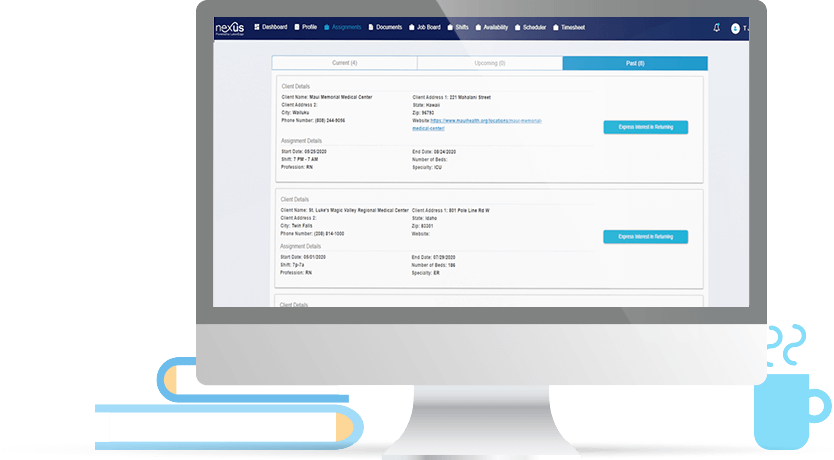 nexus
Dashboard Profile Assignments Documents Job Board Shifts Availability Scheduler Timesheet T J
Current (4) Upcoming (0) Past (8)
Client Details
Client Name: Maui Memorial Medical Center Client Address 1: 221 Mahalani Street
Client Address 2: State: Hawaii
City: Wailuku Zip: 96793
Phone Number: (808) 244-9056 Website:https://www.mauihealth.org/locations/maui-memorial-
medical-center/
Express Interest in Returning
Assignment Details
Start Date: 05/25/2020 End Date: 08/24/2020
Shift: 7 PM - 7 AM Number of Beds:
Profession: RN Specialty: ICU
Client Details
Client Name: St. Luke's Magic Valley Regional Medical Center Client Address 1: 801 Pole Line Rd W
Client Address 2: State: Idaho
City: Twin Falls Zip: 83301
Phone Number: (208) 814-1000 Website:
Express Interest in Returning
Assignment Details
Start Date: 06/01/2020 End Date: 07/29/2020
Shift: 7p-7a Number of Beds: 186
Profession: RN Specialty: ER
Client Details